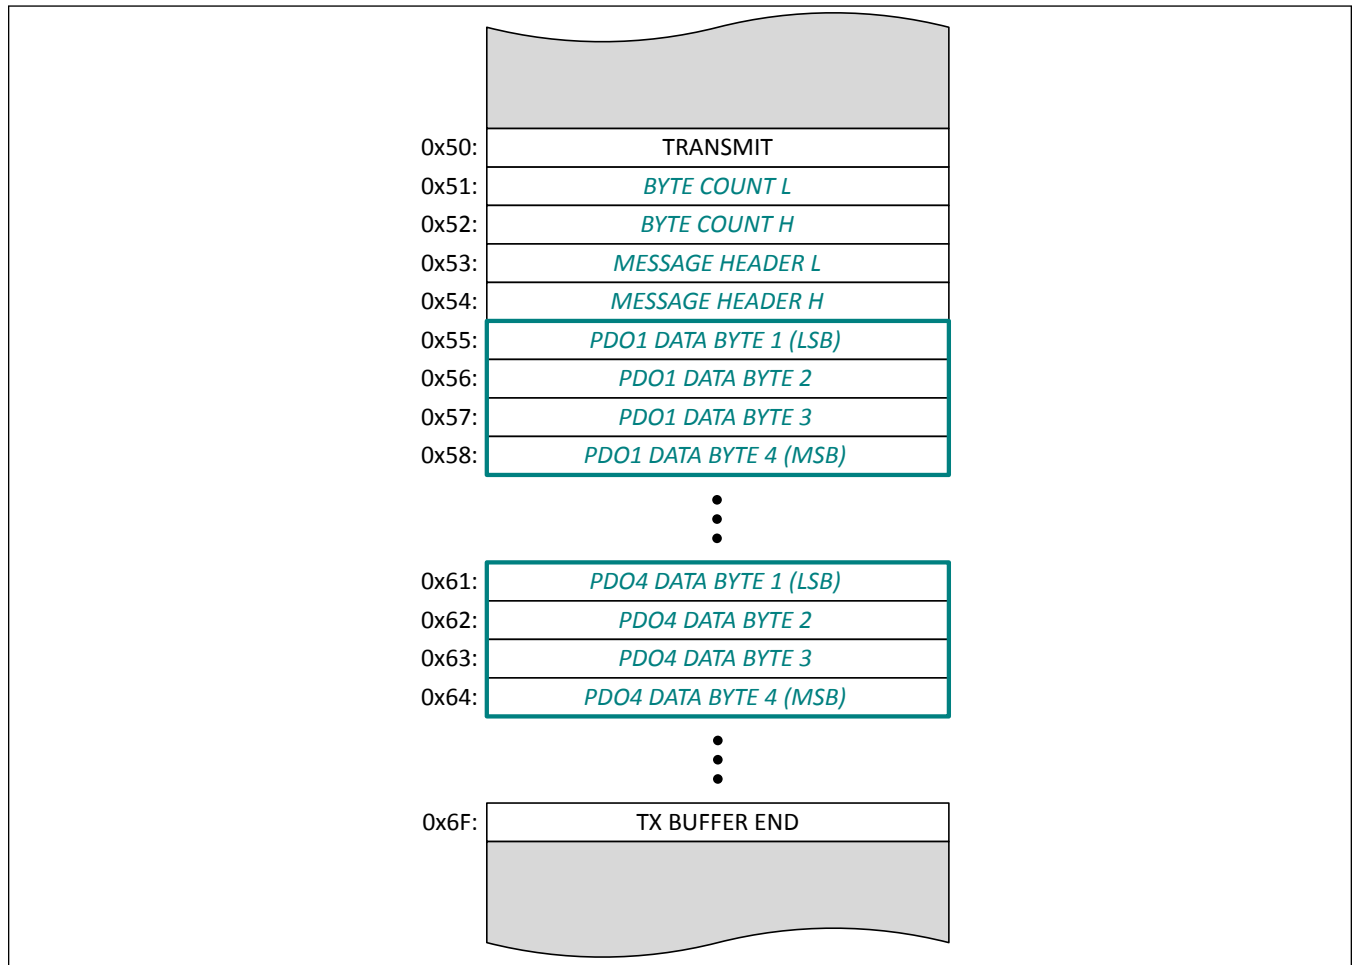 0x50: TRANSMIT
0x51: BYTE COUNT L
0x52: BYTE COUNT H
0x53: MESSAGE HEADER L
0x54: MESSAGE HEADER H
0x55: PDO1 DATA BYTE 1 (LSB)
0x56: PDO1 DATA BYTE 2
0x57: PDO1 DATA BYTE 3
0x58: PDO1 DATA BYTE 4 (MSB)
0x61: PDO4 DATA BYTE 1 (LSB)
0x62: PDO4 DATA BYTE 2
0x63: PDO4 DATA BYTE 3
0x64: PDO4 DATA BYTE 4 (MSB)
0x6F: TX BUFFER END